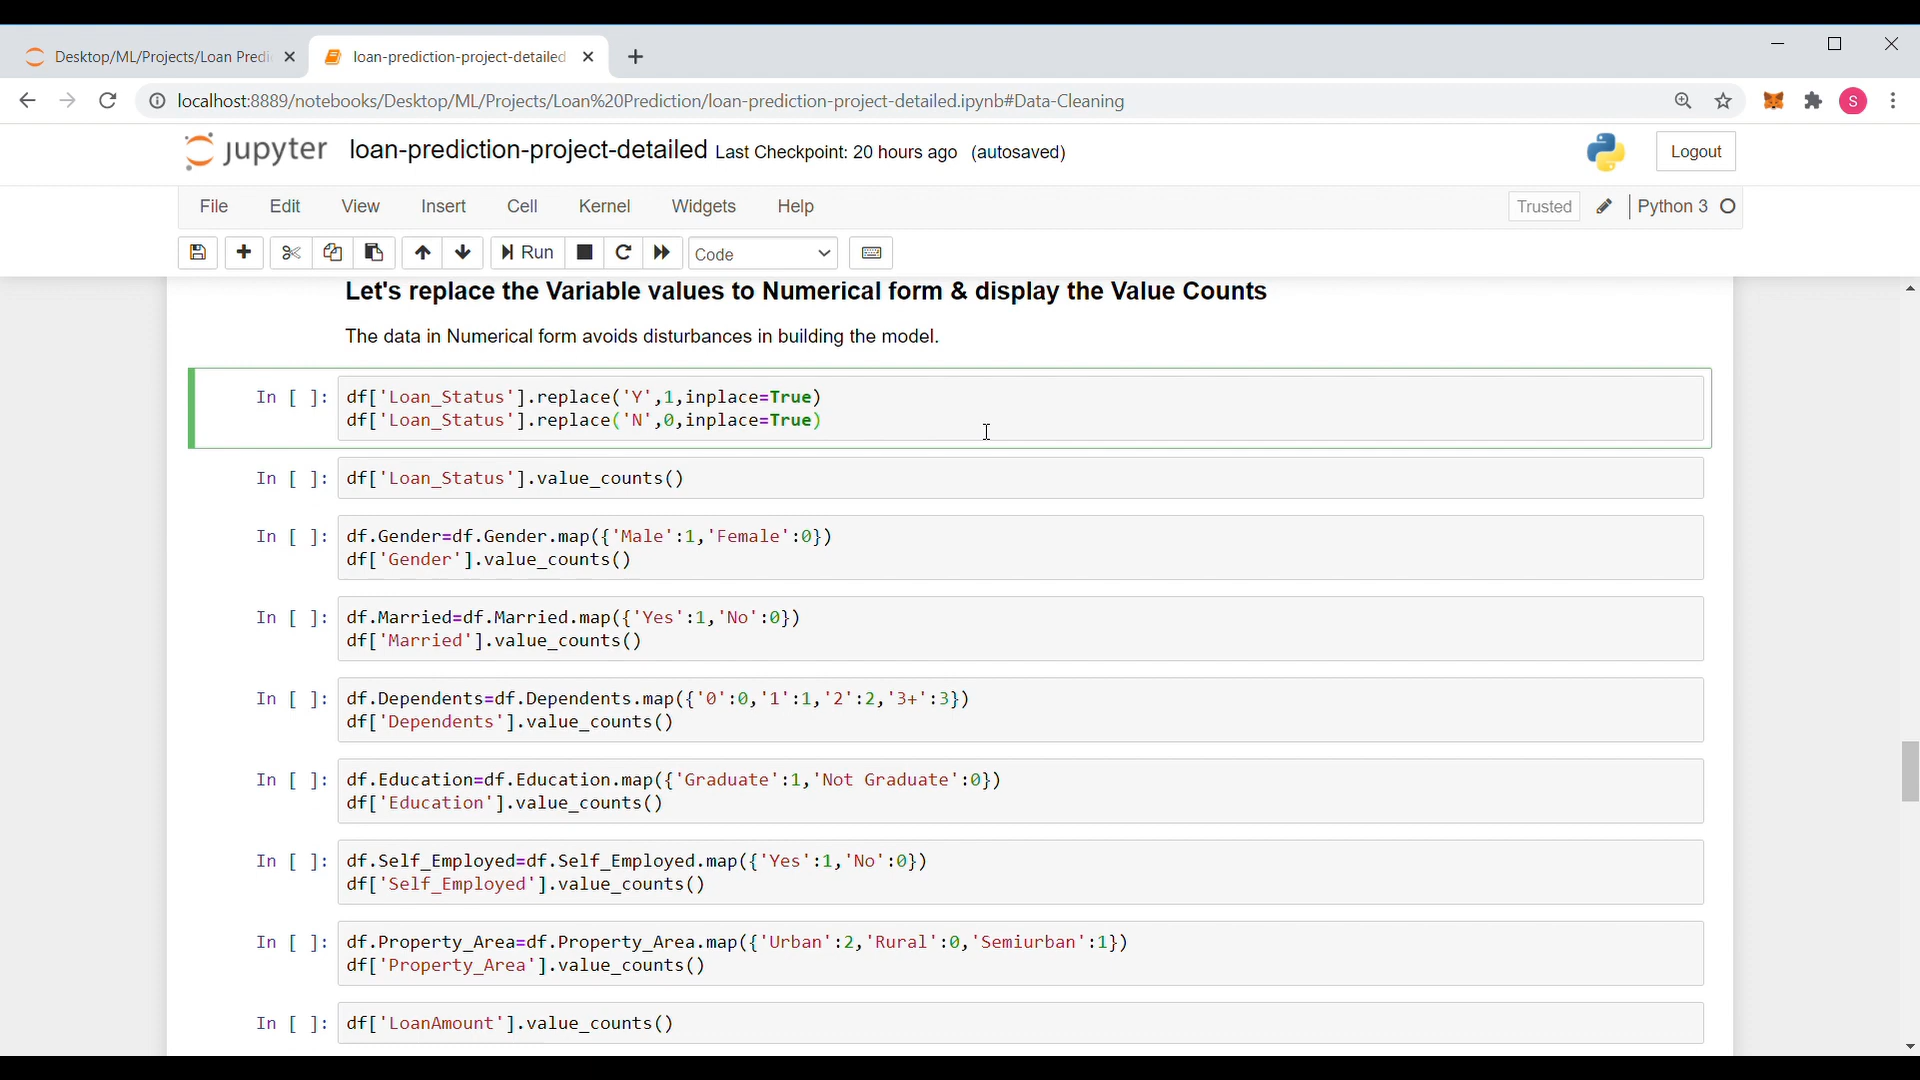 Desktop/ML/Projects/Loan Predi
loan-prediction-project-detailed
localhost:8889/notebooks/Desktop/ML/Projects/Loan%20Prediction/loan-prediction-project-detailed.ipynb#Data-Cleaning
S
jupyter loan-prediction-project-detailed Last Checkpoint: 20 hours ago (autosaved)
Logout
File Edit View Insert Cell Kernel Widgets Help
Trusted Python 3
Run Code
Let's replace the Variable values to Numerical form & display the Value Counts
The data in Numerical form avoids disturbances in building the model.
In [ ]: df['Loan_Status'].replace('Y',1,inplace=True)
df['Loan_Status'].replace('N',0,inplace=True)
In [ ]: df['Loan_Status'].value_counts()
In [ ]: df.Gender=df.Gender.map({'Male':1,'Female':0})
df['Gender'].value_counts()
In [ ]: df.Married=df.Married.map({'Yes':1,'No':0})
df['Married'].value_counts()
In [ ]: df.Dependents=df.Dependents.map({'0':0,'1':1,'2':2,'3+':3})
df['Dependents'].value_counts()
In [ ]: df.Education=df.Education.map({'Graduate':1,'Not Graduate':0})
df['Education'].value_counts()
In [ ]: df.Self_Employed=df.Self_Employed.map({'Yes':1,'No':0})
df['Self_Employed'].value_counts()
In [ ]: df.Property_Area=df.Property_Area.map({'Urban':2,'Rural':0,'Semiurban':1})
df['Property_Area'].value_counts()
In [ ]: df['LoanAmount'].value_counts()